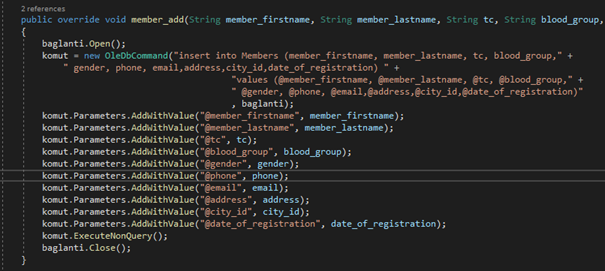 2 references
public override void member_add(String member_firstname, String member_lastname, String tc, String blood_group,
{
baglanti.Open();
komut = new OleDbCommand("insert into Members (member_firstname, member_lastname, tc, blood_group," +
" gender, phone, email,address,city_id,date_of_registration) " +
"values (@member_firstname, @member_lastname, @tc, @blood_group," +
" @gender, @phone, @email,@address,@city_id,@date_of_registration)"
, baglanti);
komut.Parameters.AddWithValue("@member_firstname", member_firstname);
komut.Parameters.AddWithValue("@member_lastname", member_lastname);
komut.Parameters.AddWithValue("@tc", tc);
komut.Parameters.AddWithValue("@blood_group", blood_group);
komut.Parameters.AddWithValue("@gender", gender);
komut.Parameters.AddWithValue("@phone", phone);
komut.Parameters.AddWithValue("@email", email);
komut.Parameters.AddWithValue("@address", address);
komut.Parameters.AddWithValue("@city_id", city_id);
komut.Parameters.AddWithValue("@date_of_registration", date_of_registration);
komut.ExecuteNonQuery();
baglanti.Close();
}